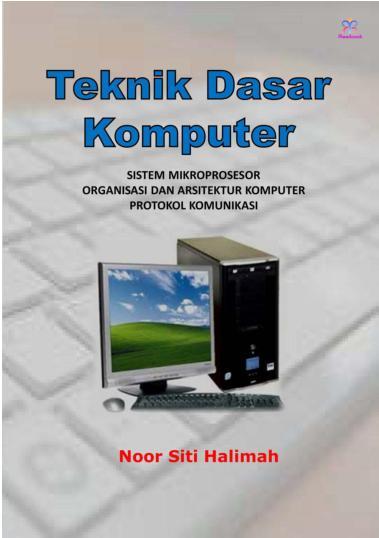 Teknik Dasar
Komputer
SISTEM MIKROPROSESOR
ORGANISASI DAN ARSITEKTUR KOMPUTER
PROTOKOL KOMUNIKASI
Noor Siti Halimah